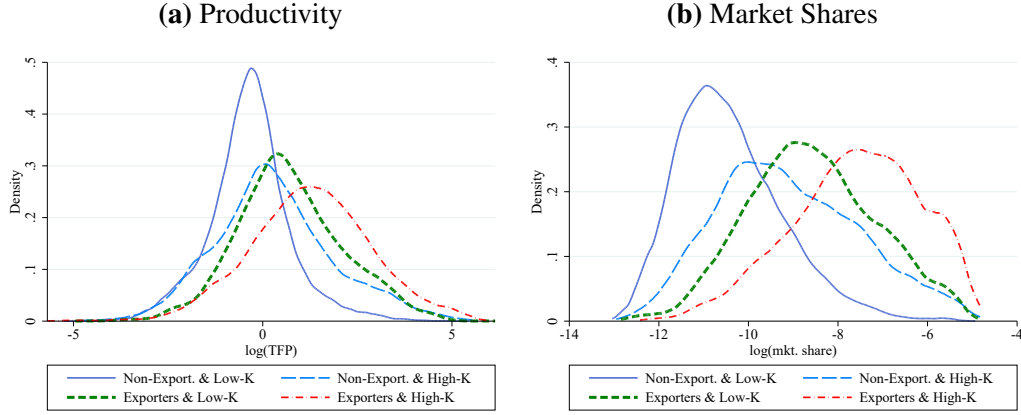 (a) Productivity
.5
.4
.3
.2
.1
0
Density
-5
0
5
log(TFP)
Non-Export. & Low-K
Non-Export. & High-K
Exporters & Low-K
Exporters & High-K
(b) Market Shares
.4
.3
.2
.1
0
Density
-14
-12
-10
-8
-6
-4
log(mkt. share)
Non-Export. & Low-K
Non-Export. & High-K
Exporters & Low-K
Exporters & High-K